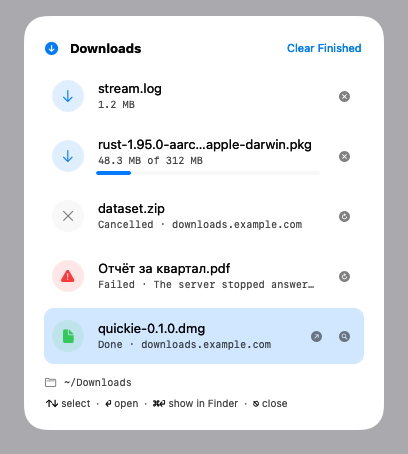 Downloads
Clear Finished
stream.log
1.2 MB
rust-1.95.0-aarc...apple-darwin.pkg
48.3 MB of 312 MB
dataset.zip
Cancelled · downloads.example.com
Отчёт за квартал.pdf
Failed · The server stopped answer…
quickie-0.1.0.dmg
Done · downloads.example.com
~/Downloads
↑↓ select · ↵ open · ⌘↵ show in Finder · ⎋ close